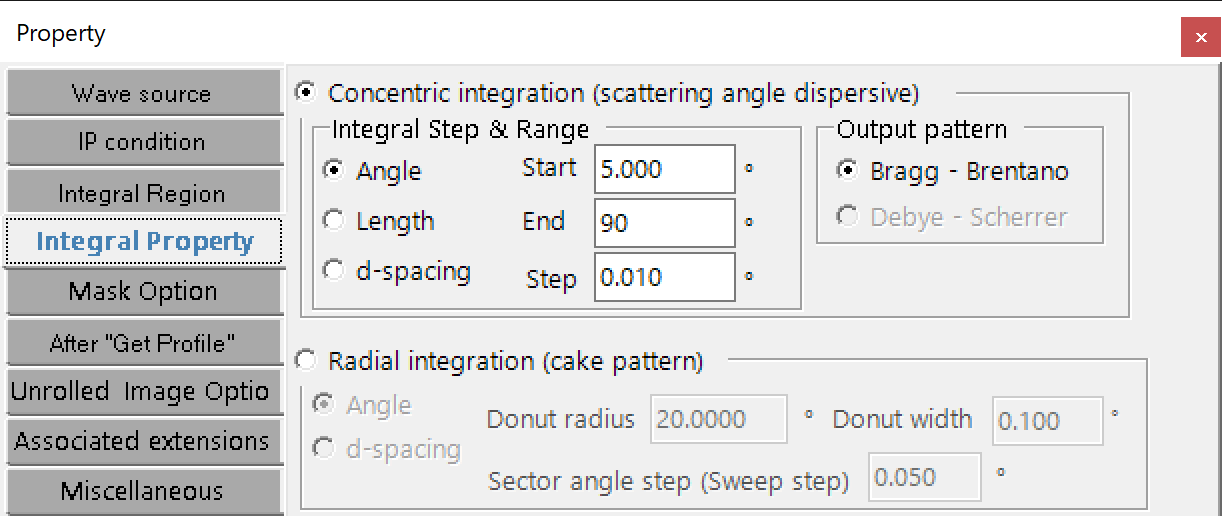 Property
×
Wave source
IP condition
Integral Region
Integral Property
Mask Option
After "Get Profile"
Unrolled Image Optio
Associated extensions
Miscellaneous
Concentric integration (scattering angle dispersive)
Integral Step & Range
Angle Start 5.000 °
Length End 90 °
d-spacing Step 0.010 °
Output pattern
Bragg - Brentano
Debye - Scherrer
Radial integration (cake pattern)
Angle
d-spacing
Donut radius 20.0000 ° Donut width 0.100 °
Sector angle step (Sweep step) 0.050 °